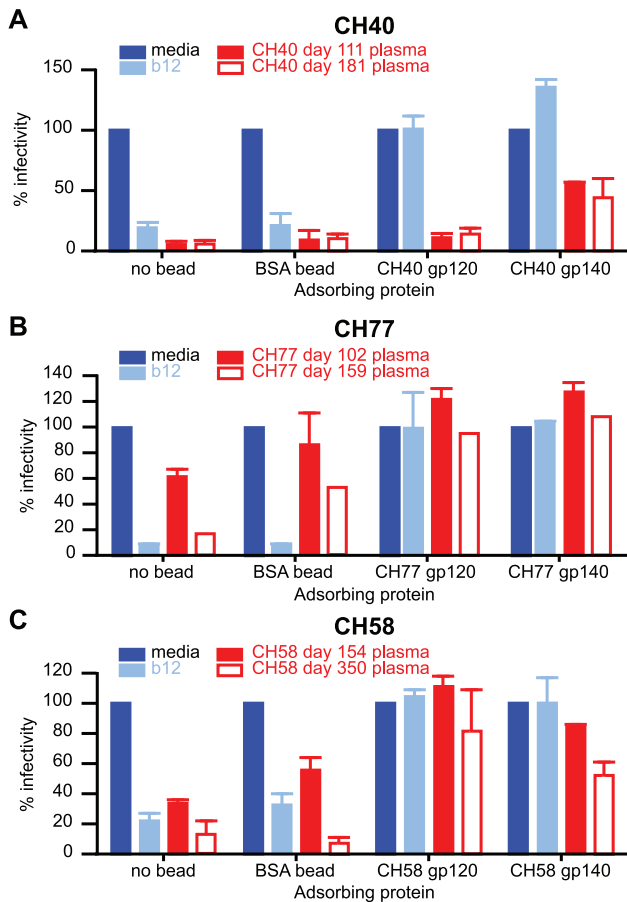 A
CH40
media
CH40 day 111 plasma
b12
CH40 day 181 plasma
150
100
50
0
% infectivity
no bead
BSA bead
CH40 gp120
CH40 gp140
Adsorbing protein
B
CH77
media
CH77 day 102 plasma
b12
CH77 day 159 plasma
140
120
100
80
60
40
20
0
% infectivity
no bead
BSA bead
CH77 gp120
CH77 gp140
Adsorbing protein
C
CH58
media
CH58 day 154 plasma
b12
CH58 day 350 plasma
120
100
80
60
40
20
0
% infectivity
no bead
BSA bead
CH58 gp120
CH58 gp140
Adsorbing protein